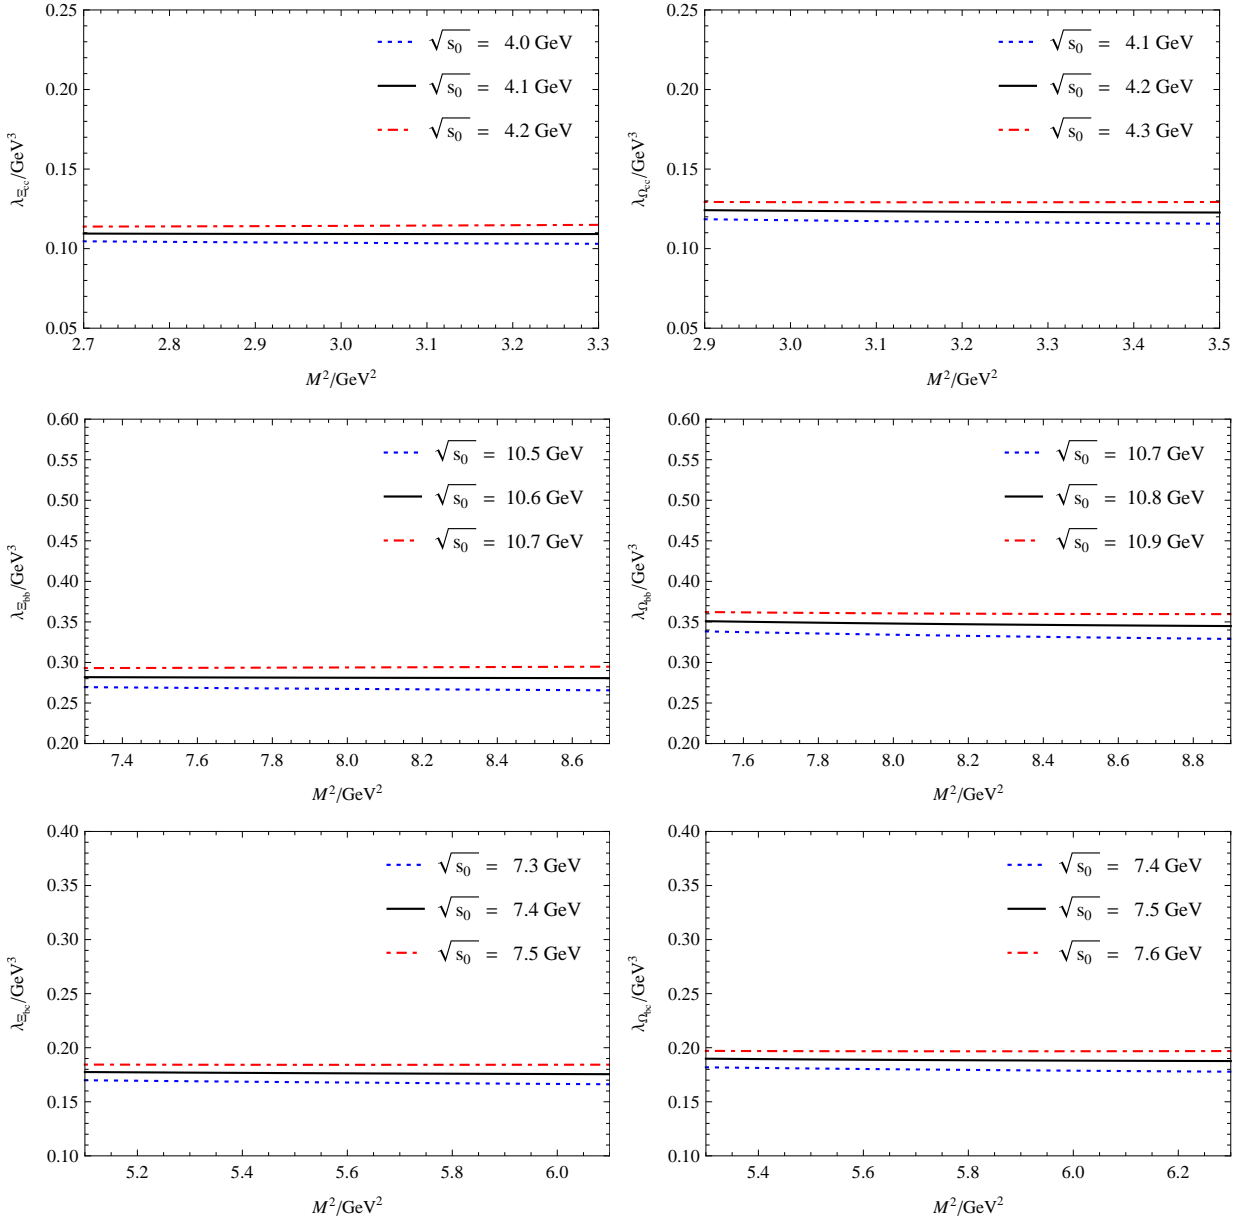 √s0 = 4.0 GeV
√s0 = 4.1 GeV
√s0 = 4.2 GeV
0.25
0.20
0.15
0.10
0.05
λΞcc/GeV³
2.7 2.8 2.9 3.0 3.1 3.2 3.3
M²/GeV²
√s0 = 4.1 GeV
√s0 = 4.2 GeV
√s0 = 4.3 GeV
0.25
0.20
0.15
0.10
0.05
λΩcc/GeV³
2.9 3.0 3.1 3.2 3.3 3.4 3.5
M²/GeV²
√s0 = 10.5 GeV
√s0 = 10.6 GeV
√s0 = 10.7 GeV
0.60
0.55
0.50
0.45
0.40
0.35
0.30
0.25
0.20
λΞbb/GeV³
7.4 7.6 7.8 8.0 8.2 8.4 8.6
M²/GeV²
√s0 = 10.7 GeV
√s0 = 10.8 GeV
√s0 = 10.9 GeV
0.60
0.55
0.50
0.45
0.40
0.35
0.30
0.25
0.20
λΩbb/GeV³
7.6 7.8 8.0 8.2 8.4 8.6 8.8
M²/GeV²
√s0 = 7.3 GeV
√s0 = 7.4 GeV
√s0 = 7.5 GeV
0.40
0.35
0.30
0.25
0.20
0.15
0.10
λΞbc/GeV³
5.2 5.4 5.6 5.8 6.0
M²/GeV²
√s0 = 7.4 GeV
√s0 = 7.5 GeV
√s0 = 7.6 GeV
0.40
0.35
0.30
0.25
0.20
0.15
0.10
λΩbc/GeV³
5.4 5.6 5.8 6.0 6.2
M²/GeV²